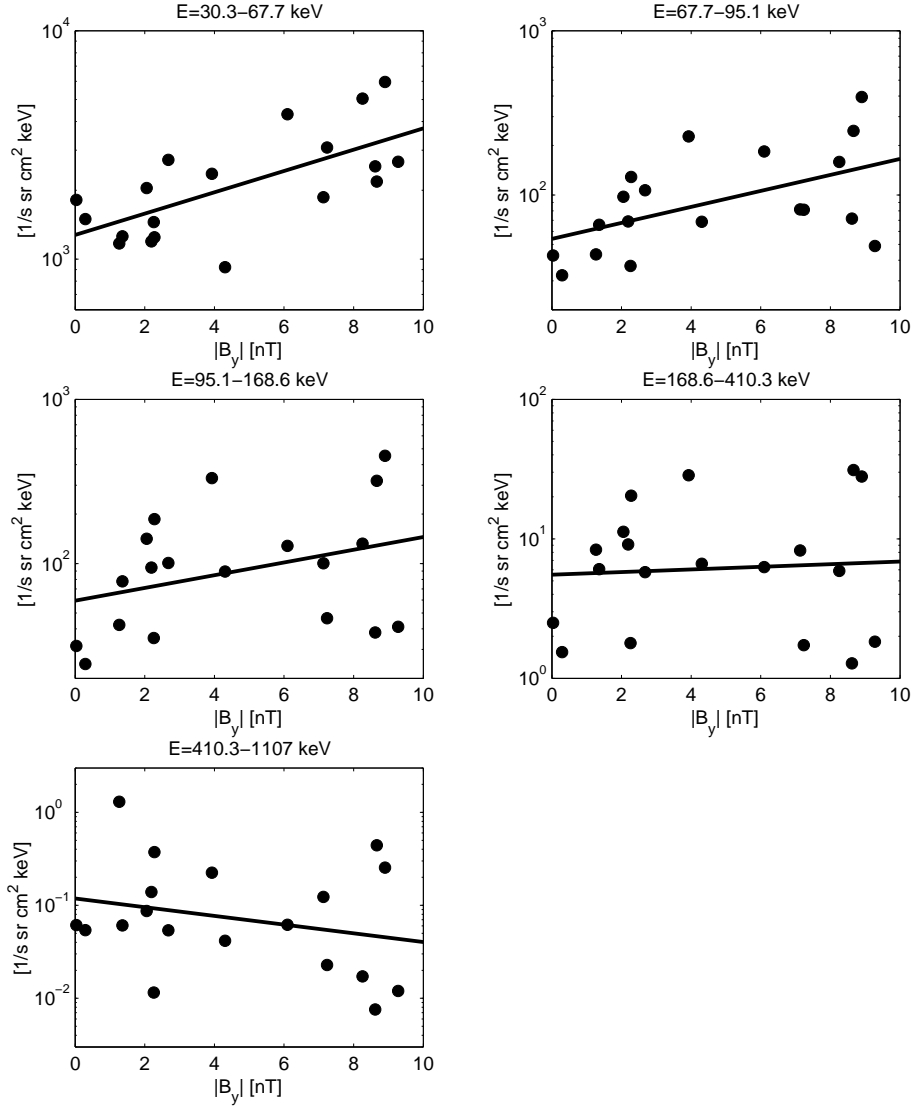 E=30.3−67.7 keV
10^4
10^3
[1/s sr cm^2 keV]
0 2 4 6 8 10
|B_y| [nT]
E=67.7−95.1 keV
10^3
10^2
[1/s sr cm^2 keV]
0 2 4 6 8 10
|B_y| [nT]
E=95.1−168.6 keV
10^3
10^2
[1/s sr cm^2 keV]
0 2 4 6 8 10
|B_y| [nT]
E=168.6−410.3 keV
10^2
10^1
10^0
[1/s sr cm^2 keV]
0 2 4 6 8 10
|B_y| [nT]
E=410.3−1107 keV
10^0
10^−1
10^−2
[1/s sr cm^2 keV]
0 2 4 6 8 10
|B_y| [nT]